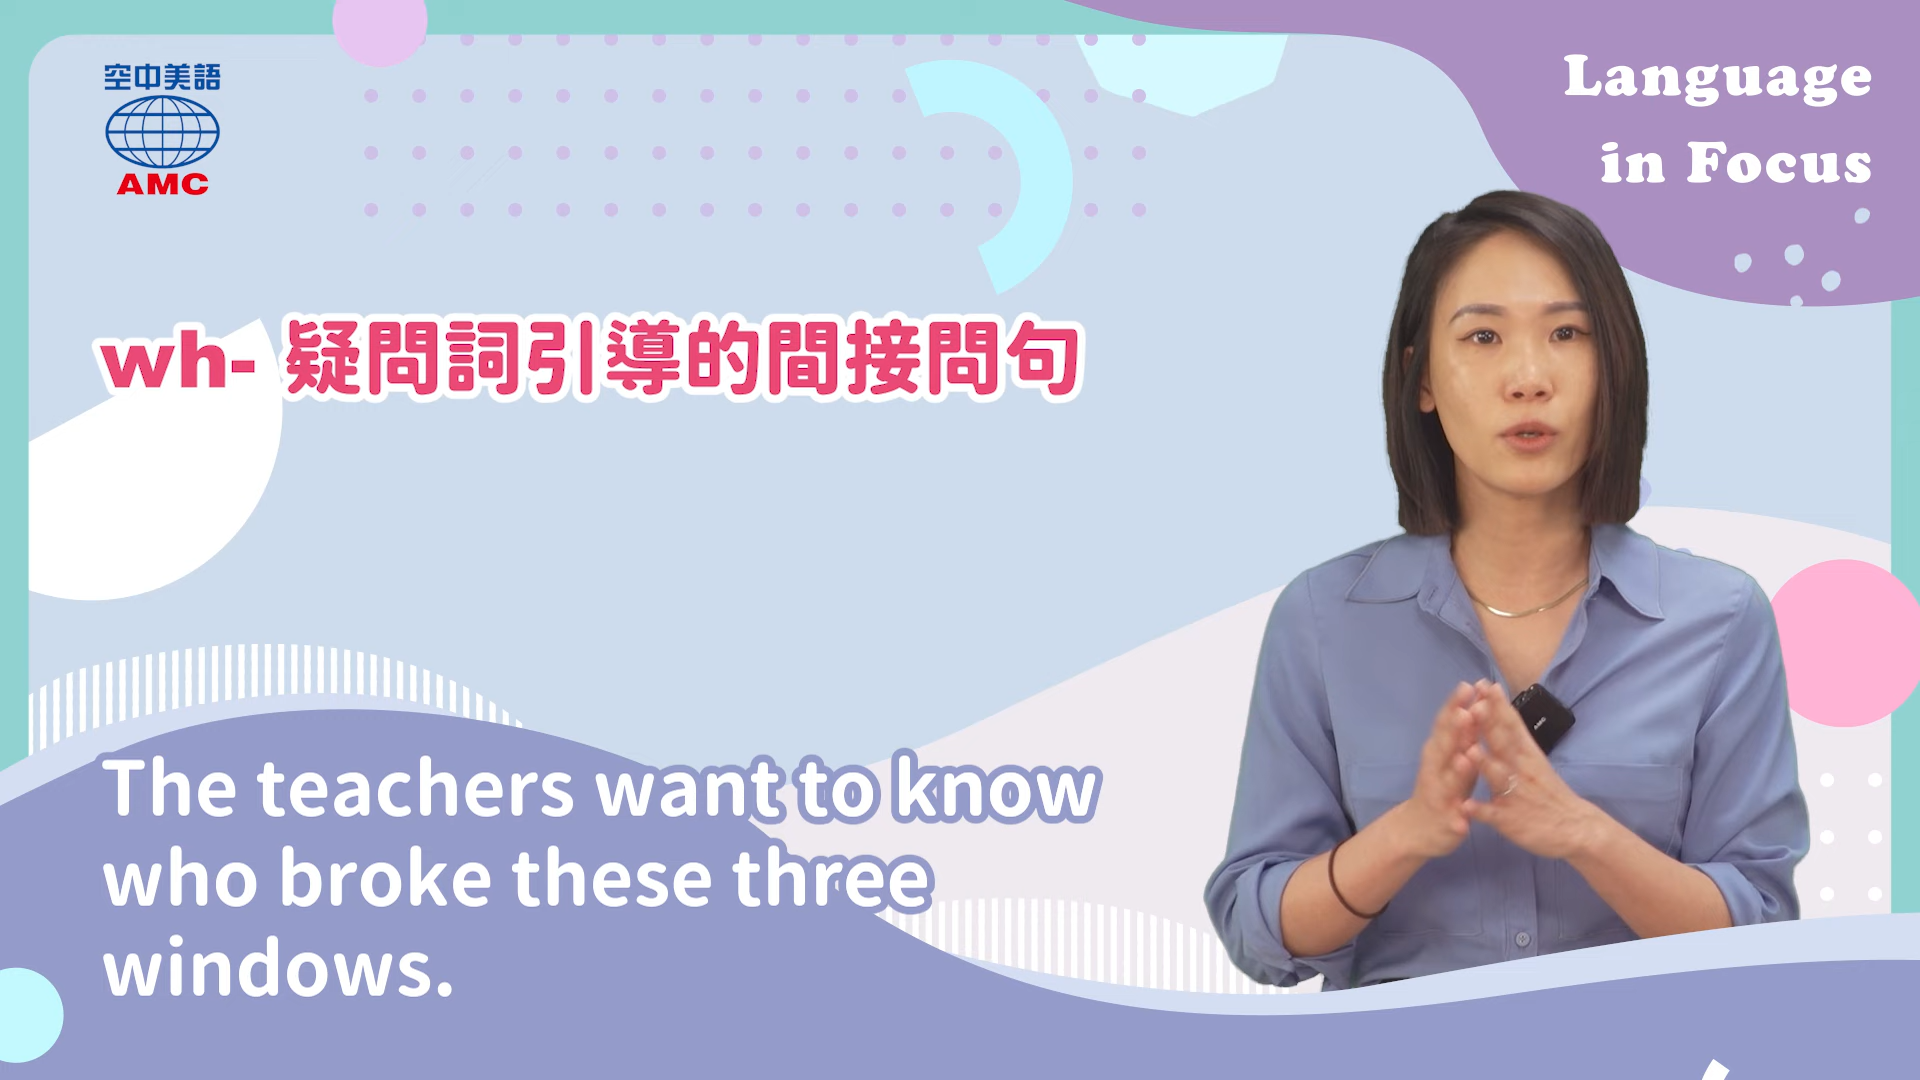 空中美語
AMC
Language
in Focus
wh- 疑問詞引導的間接問句
The teachers want to know
who broke these three
windows.